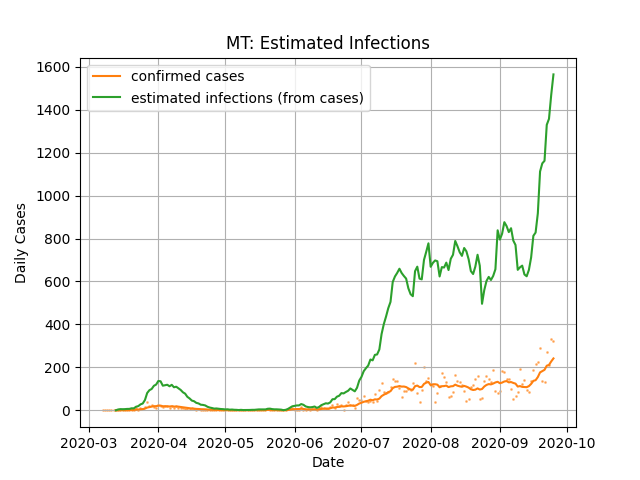 MT: Estimated Infections
confirmed cases
estimated infections (from cases)
1600
1400
1200
1000
800
600
400
200
0
Daily Cases
2020-03 2020-04 2020-05 2020-06 2020-07 2020-08 2020-09 2020-10
Date